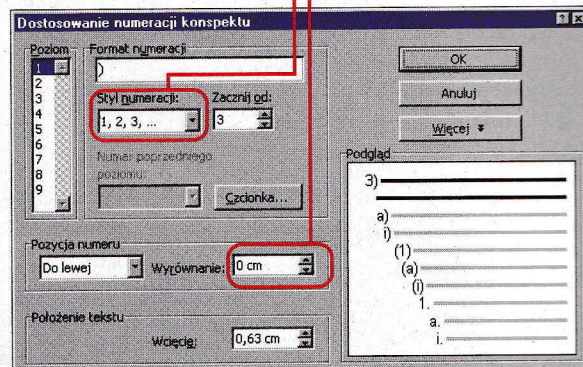 Dostosowanie numeracji konspektu
Poziom
1
2
3
4
5
6
7
8
9
Format numeracji
)
Styl numeracji:
1, 2, 3, ...
Zacznij od:
3
Numer poprzedniego
poziomu:
Czcionka...
OK
Anuluj
Więcej
Pozycja numeru
Do lewej
Wyrównanie:
0 cm
Położenie tekstu
Wcięcie:
0,63 cm
Podgląd
3)
a)
i)
(1)
(a)
(i)
1.
a.
i.